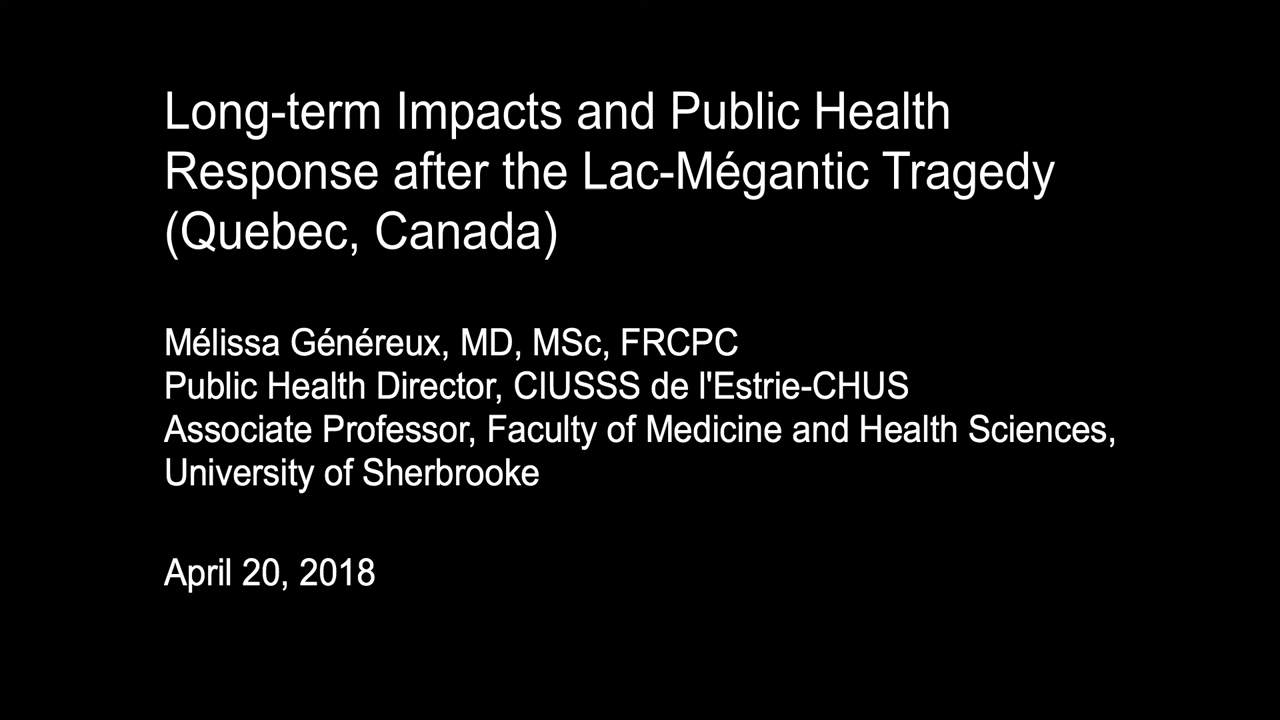 Long-term Impacts and Public Health
Response after the Lac-Mégantic Tragedy
(Quebec, Canada)
Mélissa Généreux, MD, MSc, FRCPC
Public Health Director, CIUSSS de l'Estrie-CHUS
Associate Professor, Faculty of Medicine and Health Sciences,
University of Sherbrooke
April 20, 2018